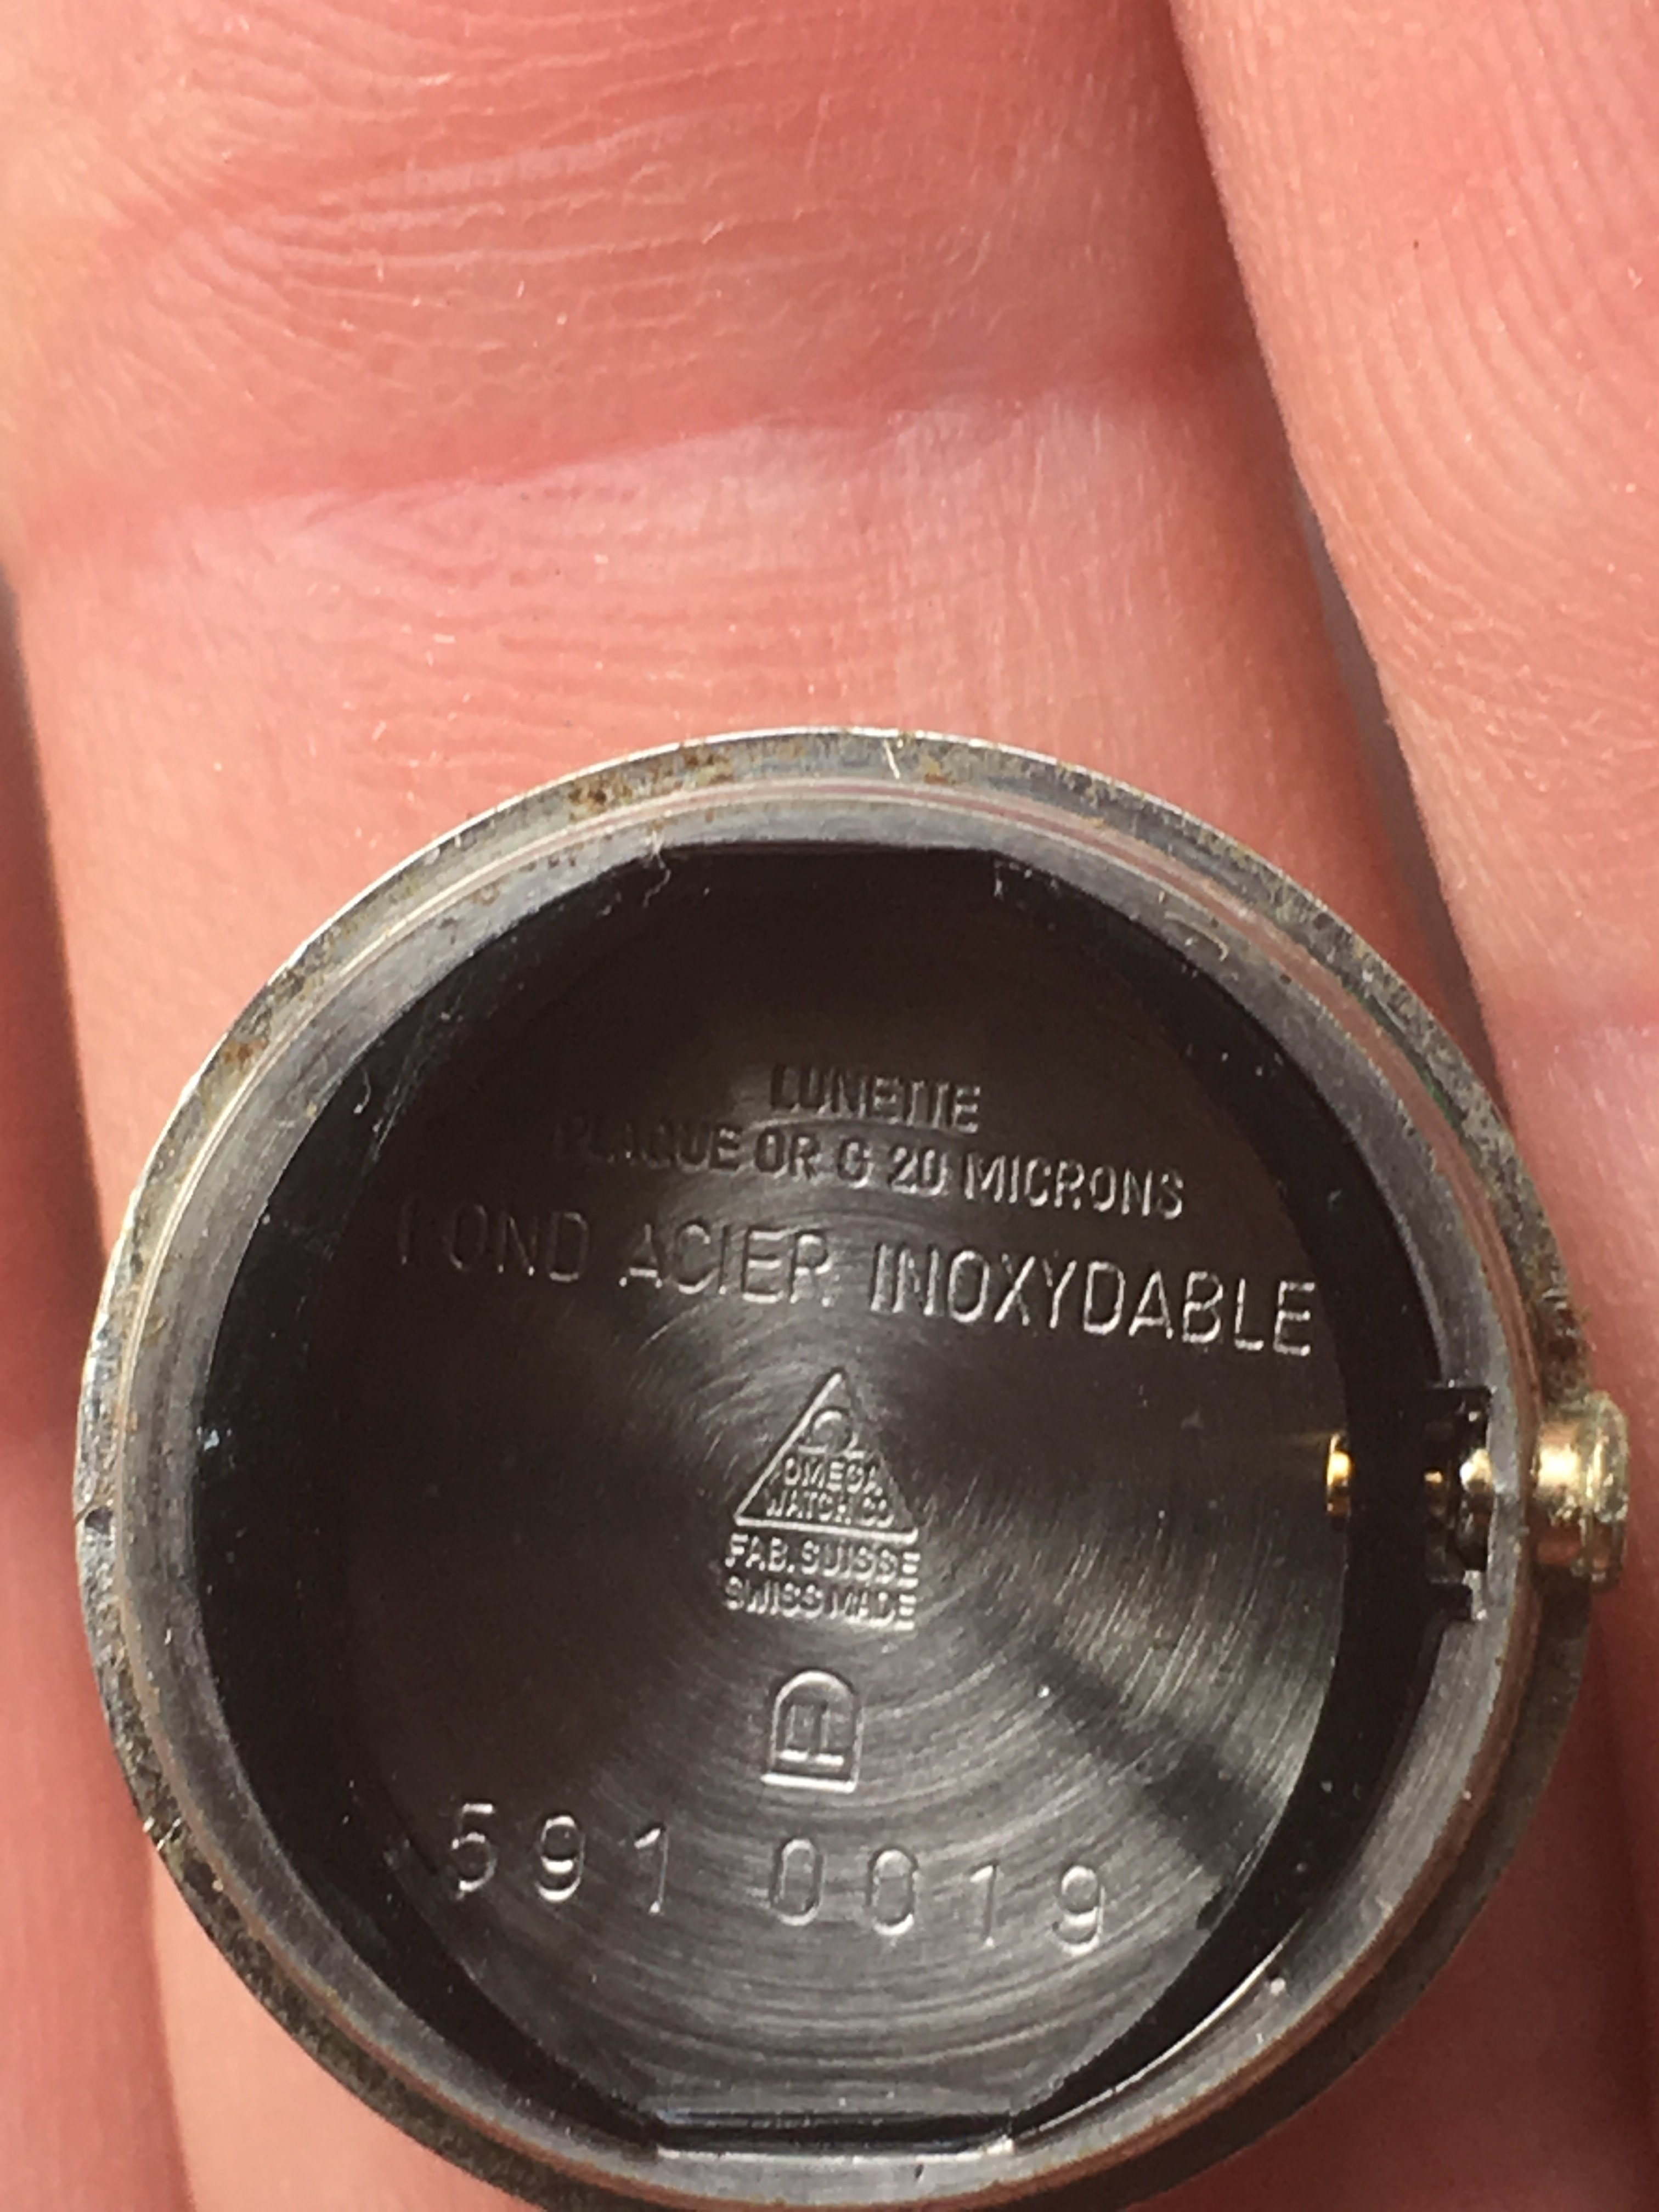 LUNETTE
PLAQUE OR G 20 MICRONS
FOND ACIER INOXYDABLE
Ω
OMEGA
WATCH CO
FAB. SUISSE
SWISS MADE
591 0019